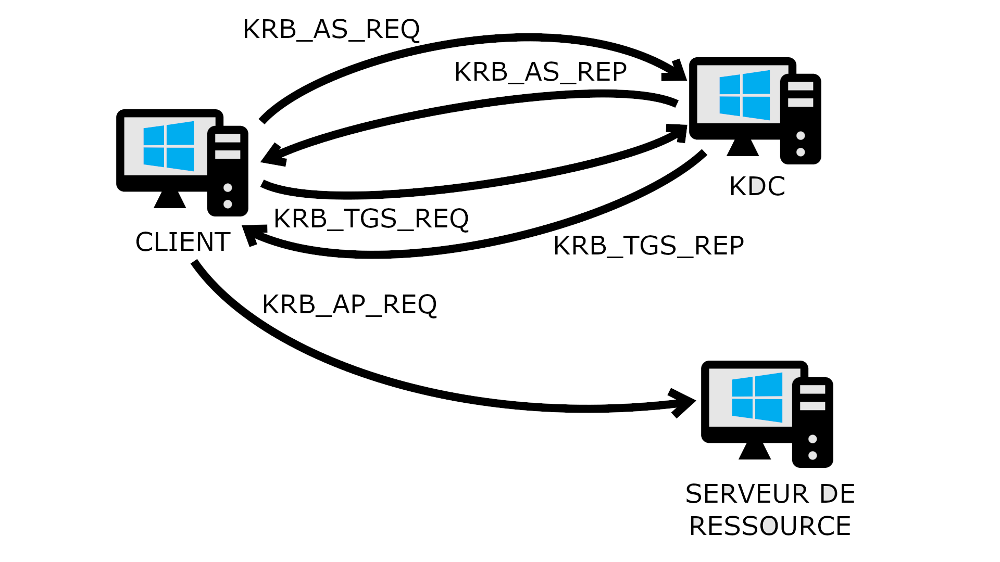 KRB_AS_REQ
KRB_AS_REP
KDC
KRB_TGS_REQ
CLIENT
KRB_TGS_REP
KRB_AP_REQ
SERVEUR DE
RESSOURCE